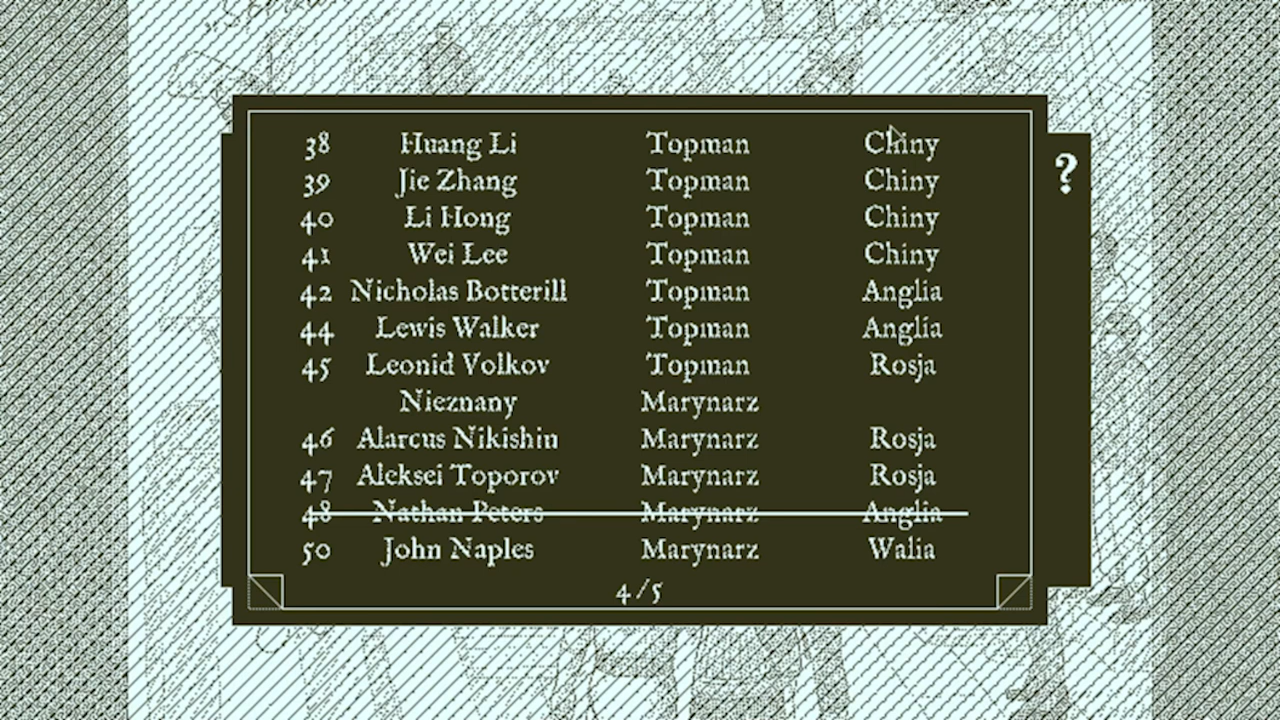 38 Huang Li Topman Chiny
39 Jie Zhang Topman Chiny
40 Li Hong Topman Chiny
41 Wei Lee Topman Chiny
42 Nicholas Botterill Topman Anglia
44 Lewis Walker Topman Anglia
45 Leonid Volkov Topman Rosja
Nieznany Marynarz
46 Alarcus Nikishin Marynarz Rosja
47 Aleksei Toporov Marynarz Rosja
48 Nathan Peters Marynarz Anglia
50 John Naples Marynarz Walia
4/5
?